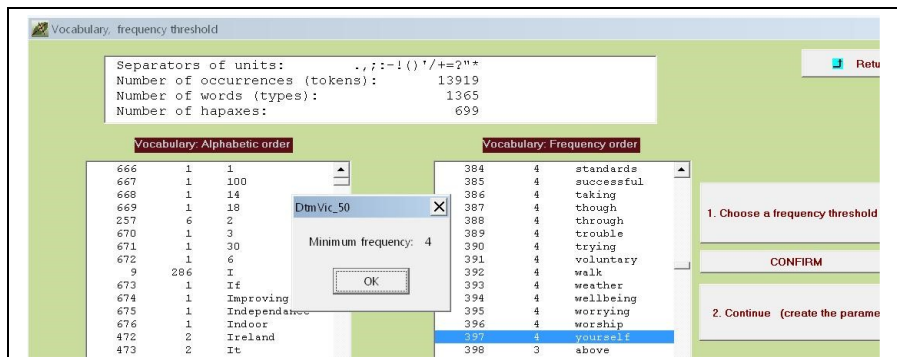 Vocabulary, frequency threshold
Separators of units: .,;:-!()'/+=?"*
Number of occurrences (tokens): 13919
Number of words (types): 1365
Number of hapaxes: 699
Retu
Vocabulary: Alphabetic order
666 1 1
667 1 100
668 1 14
669 1 18
257 6 2
670 1 3
671 1 30
672 1 6
9 286 I
673 1 If
674 1 Improving
675 1 Independance
676 1 Indoor
472 2 Ireland
473 2 It
DtmVic_50
Minimum frequency: 4
OK
Vocabulary: Frequency order
384 4 standards
385 4 successful
386 4 taking
387 4 though
388 4 through
389 4 trouble
390 4 trying
391 4 voluntary
392 4 walk
393 4 weather
394 4 wellbeing
395 4 worrying
396 4 worship
397 4 yourself
398 3 above
1. Choose a frequency threshold
CONFIRM
2. Continue (create the parame